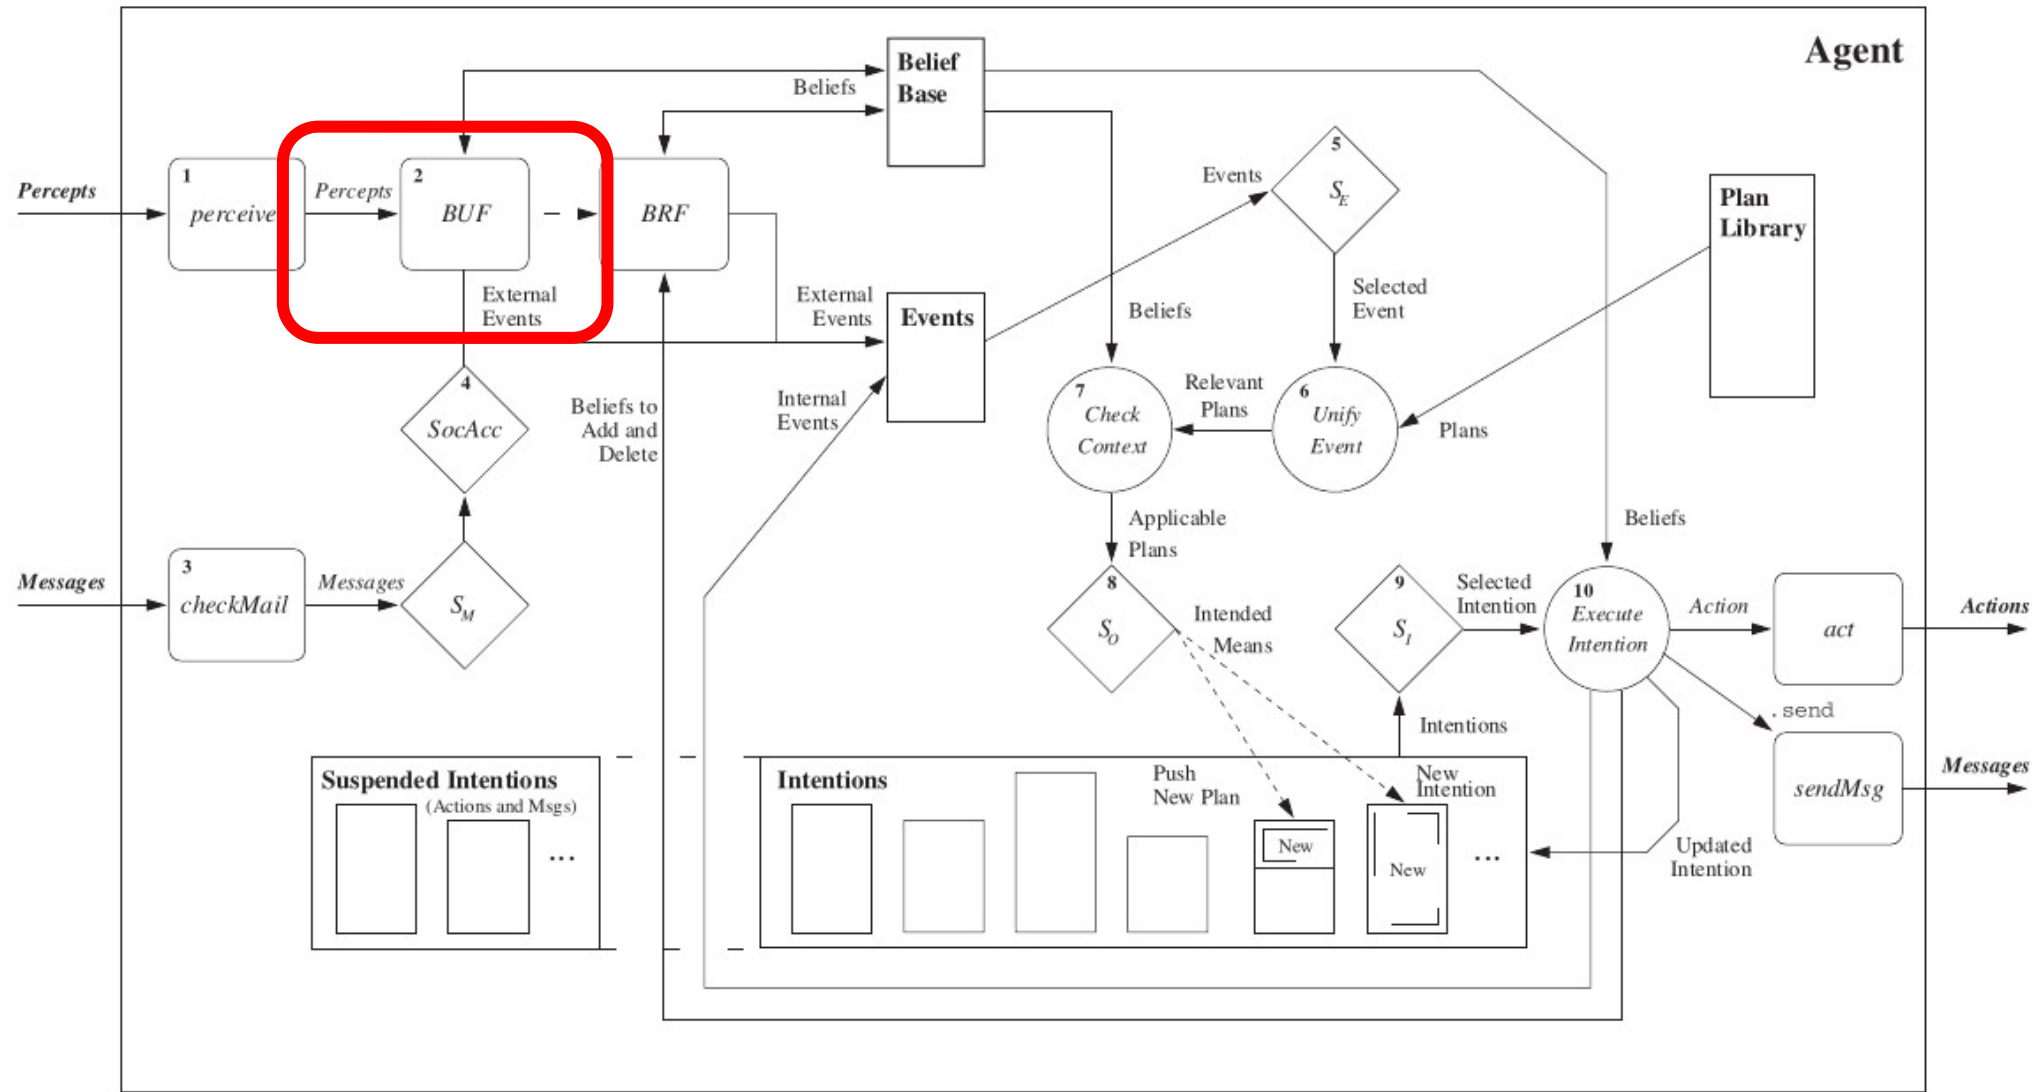 Agent
Belief
Base
Beliefs
Percepts
1
perceive
Percepts
2
BUF
BRF
External
Events
External
Events
Events
Events
5
S_E
Selected
Event
Plan
Library
Beliefs
4
SocAcc
Beliefs to
Add and
Delete
Internal
Events
7
Check
Context
Relevant
Plans
6
Unify
Event
Plans
Applicable
Plans
Beliefs
Messages
3
checkMail
Messages
S_M
8
S_O
Intended
Means
9
S_I
Selected
Intention
10
Execute
Intention
Action
act
Actions
.send
Intentions
Suspended Intentions
(Actions and Msgs)
...
Intentions
Push
New Plan
New
Intention
New
New
...
Updated
Intention
sendMsg
Messages